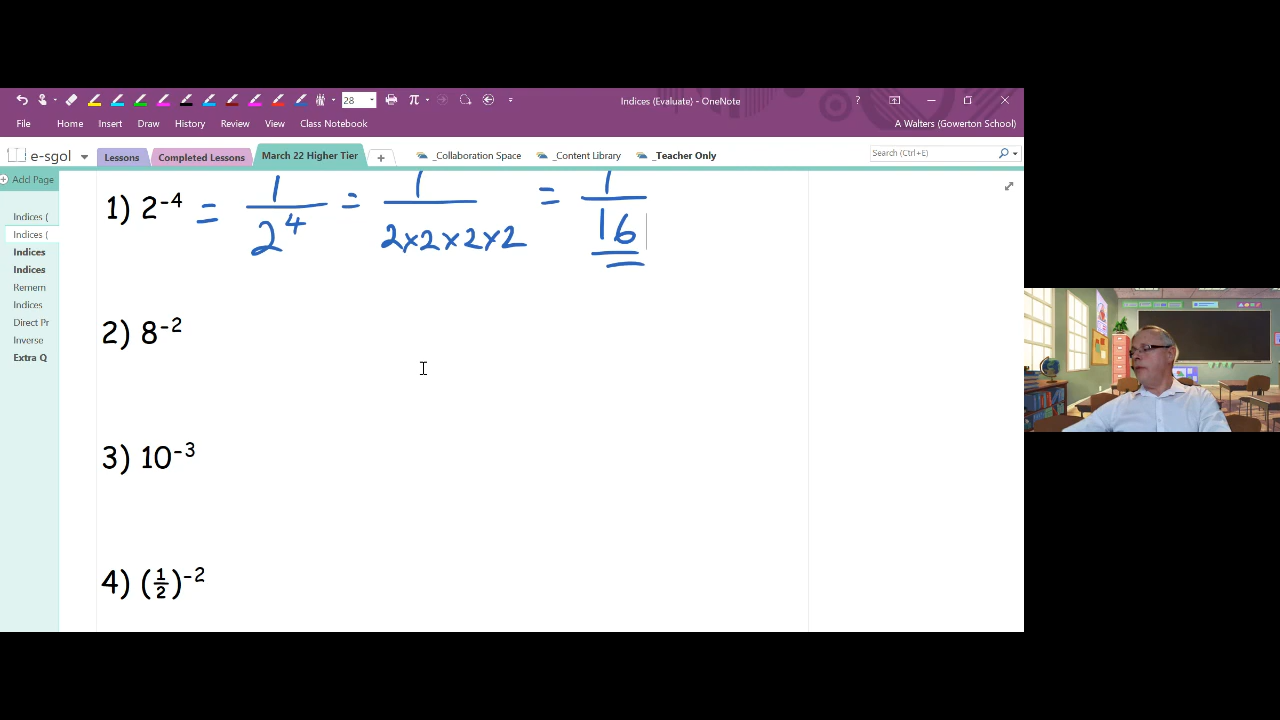 28
Indices (Evaluate) - OneNote
?
File Home Insert Draw History Review View Class Notebook
A Walters (Gowerton School)
e-sgol Lessons Completed Lessons March 22 Higher Tier + _Collaboration Space _Content Library _Teacher Only
Search (Ctrl+E)
Add Page
Indices (
Indices (
Indices
Indices
Remem
Indices
Direct Pr
Inverse
Extra Q
1) 2⁻⁴ = 1/2⁴ = 1/2×2×2×2 = 1/16
2) 8⁻²
3) 10⁻³
4) (½)⁻²